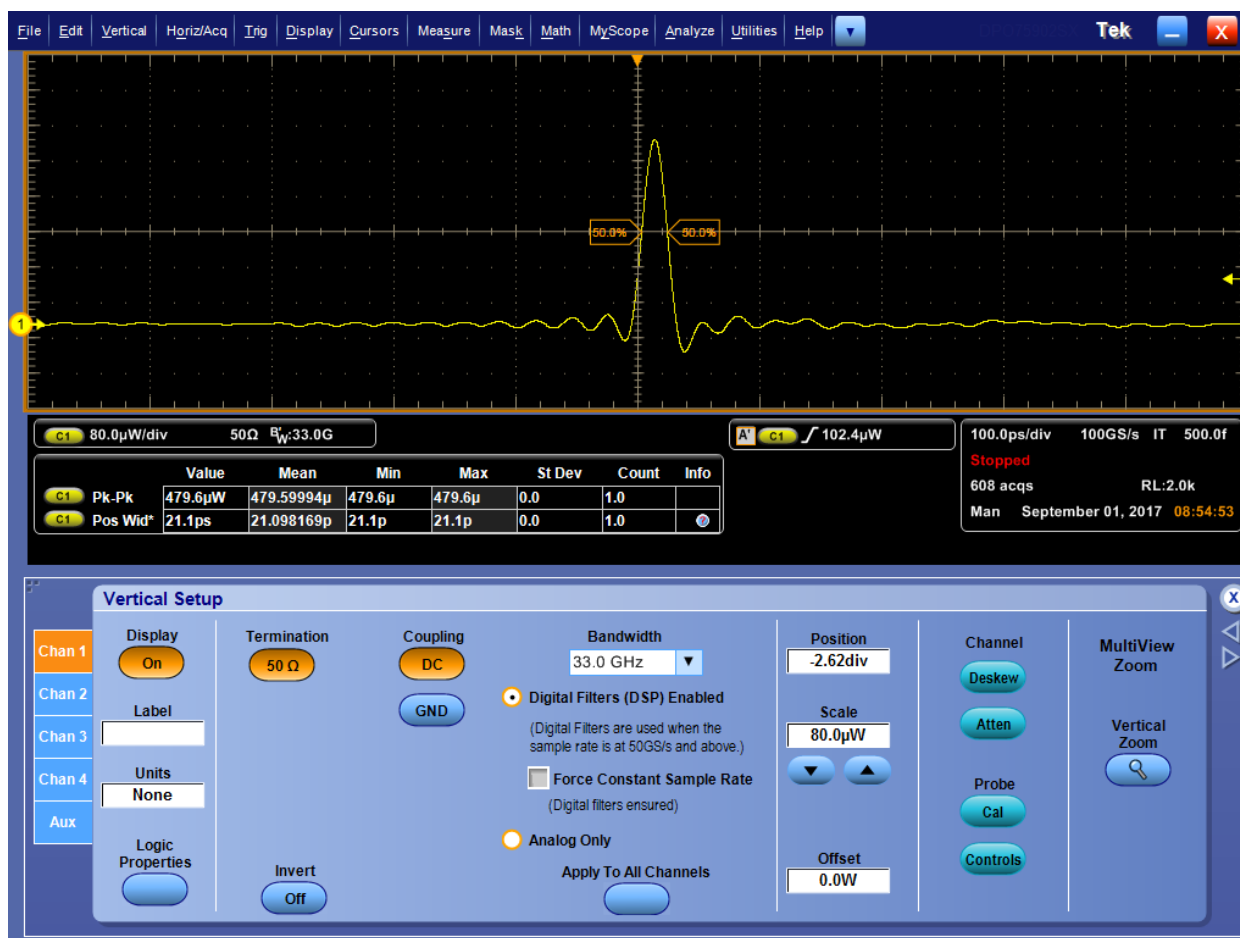 File Edit Vertical Horiz/Acq Trig Display Cursors Measure Mask Math MyScope Analyze Utilities Help Tek X
50.0% 50.0%
1
C1 80.0µW/div 50Ω BW:33.0G
A' C1 102.4µW
100.0ps/div 100GS/s IT 500.0f
Stopped
608 acqs RL:2.0k
Man September 01, 2017 08:54:53
Value Mean Min Max St Dev Count Info
C1 Pk-Pk 479.6µW 479.59994µ 479.6µ 479.6µ 0.0 1.0
C1 Pos Wid* 21.1ps 21.098169p 21.1p 21.1p 0.0 1.0
Vertical Setup
X
Chan 1
Chan 2
Chan 3
Chan 4
Aux
Display
On
Label
Units
None
Logic
Properties
Termination
50 Ω
Invert
Off
Coupling
DC
GND
Bandwidth
33.0 GHz
Digital Filters (DSP) Enabled
(Digital Filters are used when the
sample rate is at 50GS/s and above.)
Force Constant Sample Rate
(Digital filters ensured)
Analog Only
Apply To All Channels
Position
-2.62div
Scale
80.0µW
Offset
0.0W
Channel
Deskew
Atten
Probe
Cal
Controls
MultiView
Zoom
Vertical
Zoom